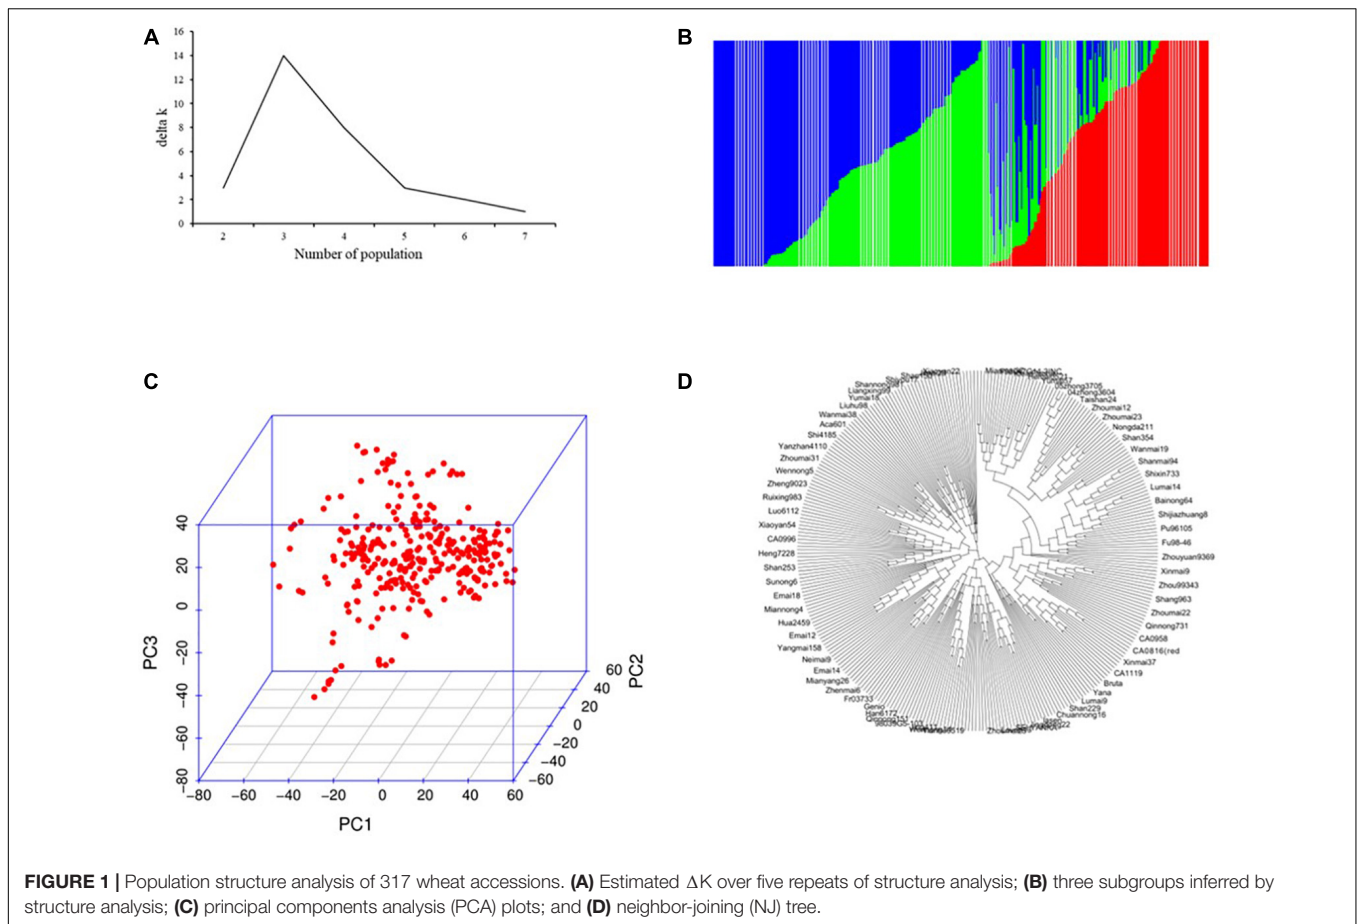 A
16
14
12
10
8
6
4
2
0
delta k
2 3 4 5 6 7
Number of population
B
C
40
20
0
−20
−40
−60
−80
PC3
−80 −60 −40 −20 0 20 40 60
PC1
60
40
20
0
−20
−40
−60
PC2
D
Liangxing99
Yumai18
Liuhu98
Wanmai38
Aca601
Shi4185
Yanzhan4110
Zhoumai31
Wennong5
Zheng9023
Ruixing983
Luo6112
Xiaoyan54
CA0996
Heng7228
Shan253
Sunong6
Emai18
Miannong4
Hua2459
Emai12
Yangmai158
Neimai9
Emai14
Mianyang26
Zhenmai6
Fr03733
Genio
Han6172
04zhong3604
Taishan24
Zhoumai12
Zhoumai23
Nongda211
Shan354
Wanmai19
Shanmai94
Shixin733
Lumai14
Bainong64
Shijiazhuang8
Pu96105
Fu98-46
Zhouyuan9369
Xinmai9
Zhou99343
Shang963
Zhoumai22
Qinnong731
CA0958
CA0816(red
Xinmai37
CA1119
Bruta
Yana
Lumai9
Shan229
Chuannong16
FIGURE 1 | Population structure analysis of 317 wheat accessions. (A) Estimated ΔK over five repeats of structure analysis; (B) three subgroups inferred by
structure analysis; (C) principal components analysis (PCA) plots; and (D) neighbor-joining (NJ) tree.